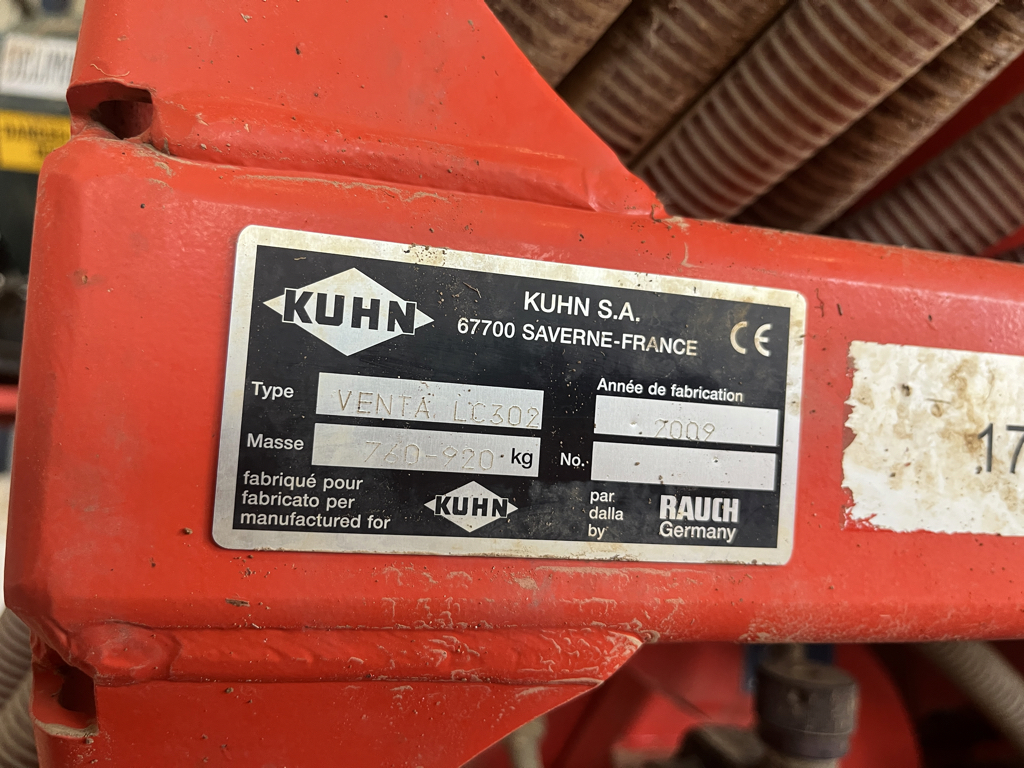 KUHN
KUHN S.A.
67700 SAVERNE-FRANCE
CE
Type VENTA LC302
Année de fabrication
2009
Masse 760-920 kg
No.
fabriqué pour
fabricato per
manufactured for
KUHN
par
dalla
by
RAUCH
Germany
17